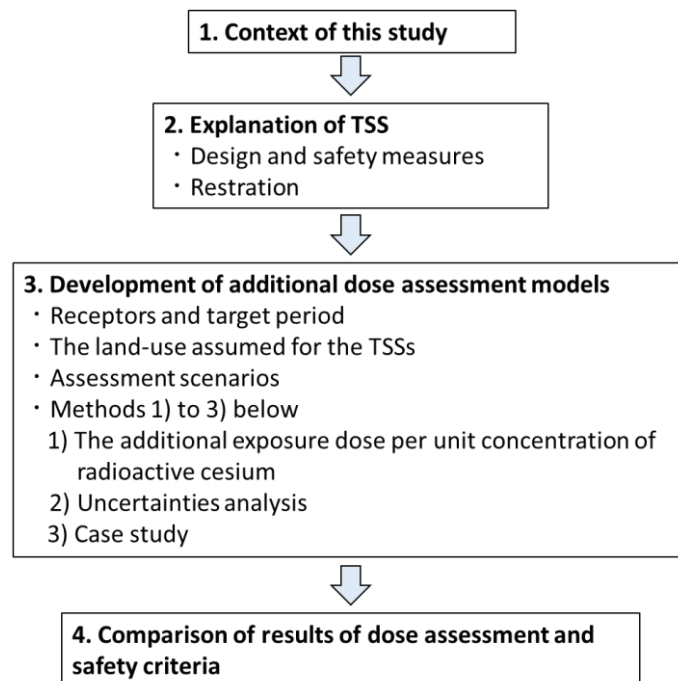 1. Context of this study
2. Explanation of TSS
・Design and safety measures
・Restration
3. Development of additional dose assessment models
・Receptors and target period
・The land-use assumed for the TSSs
・Assessment scenarios
・Methods 1) to 3) below
1) The additional exposure dose per unit concentration of
radioactive cesium
2) Uncertainties analysis
3) Case study
4. Comparison of results of dose assessment and
safety criteria